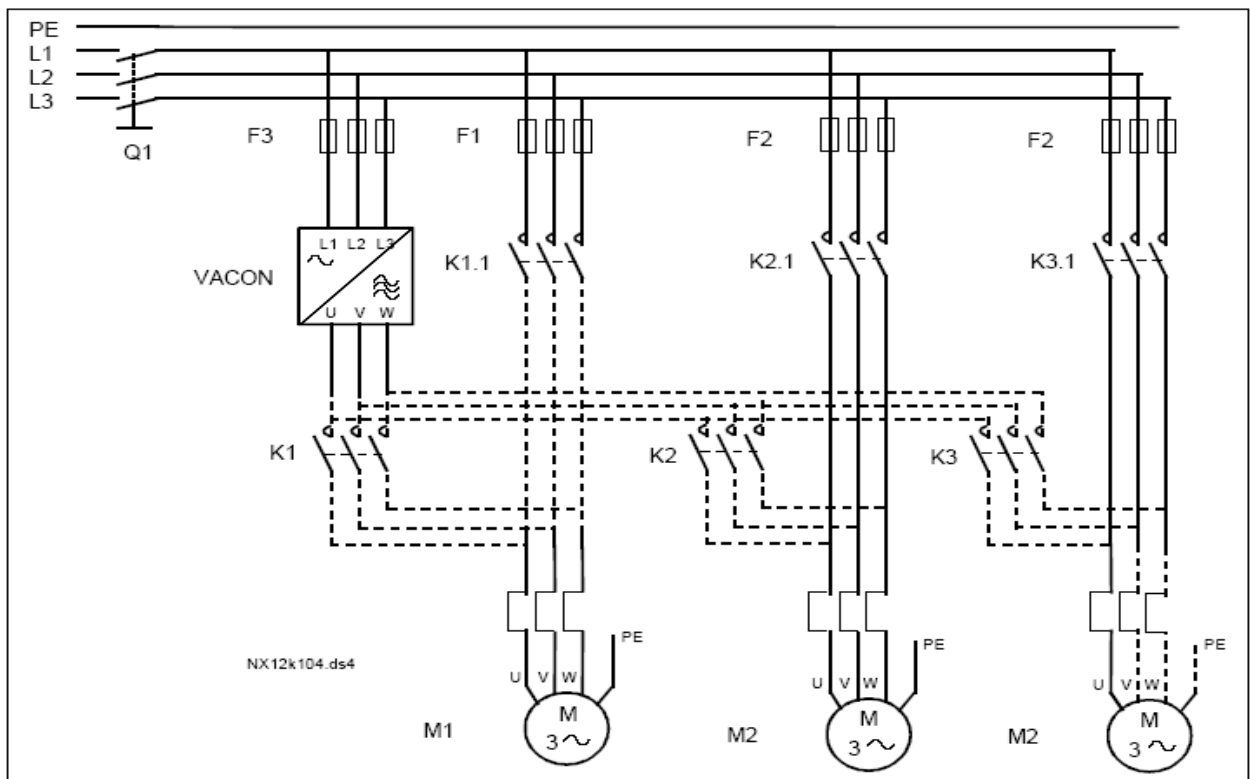 PE
L1
L2
L3
Q1
F3
F1
F2
F2
L1 L2 L3
VACON
U V W
K1.1
K2.1
K3.1
K1
K2
K3
NX12k104.ds4
PE
PE
PE
U V W
U V W
U V W
M1
M
3
M2
M
3
M2
M
3